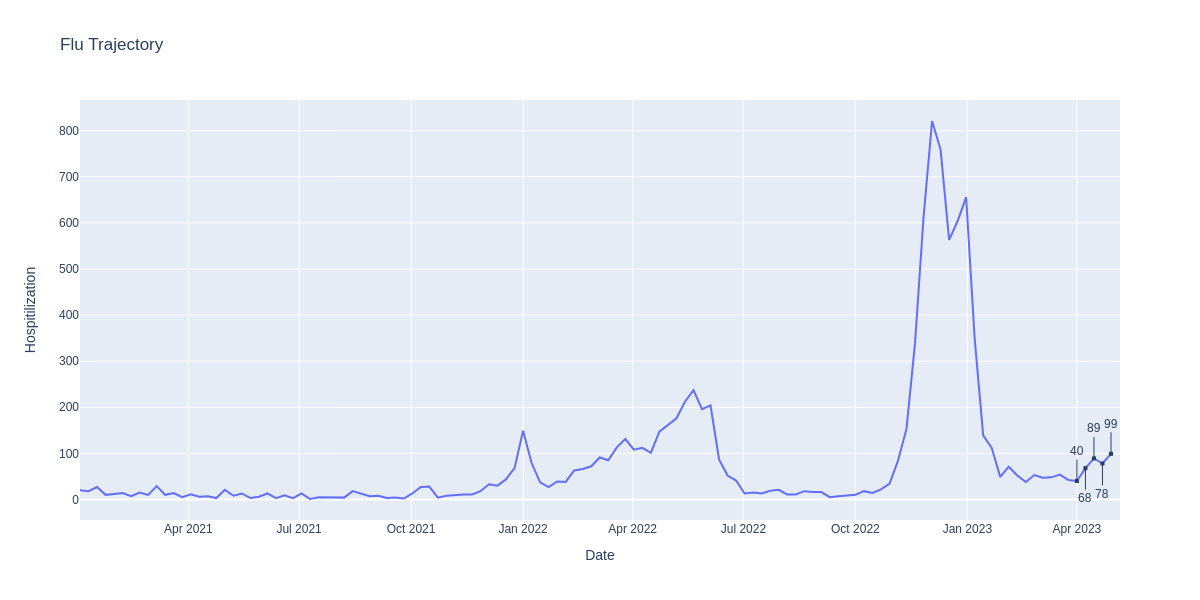 Flu Trajectory
Hospitilization
800
700
600
500
400
300
200
100
0
40
89
99
68
78
Apr 2021
Jul 2021
Oct 2021
Jan 2022
Apr 2022
Jul 2022
Oct 2022
Jan 2023
Apr 2023
Date